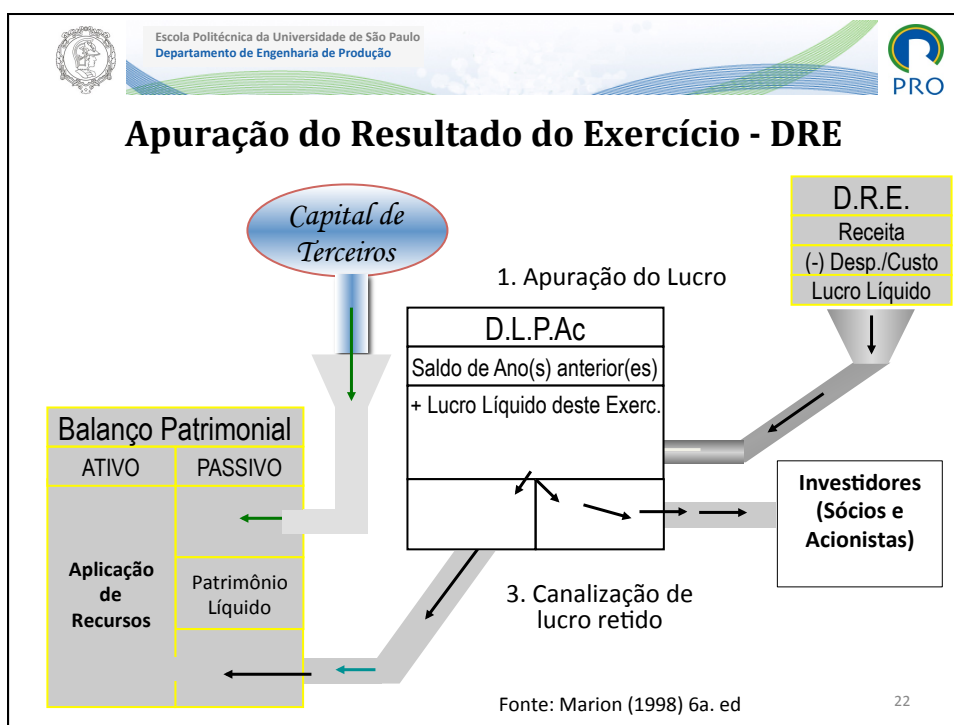 Escola Politécnica da Universidade de São Paulo
Departamento de Engenharia de Produção
PRO
Apuração do Resultado do Exercício - DRE
Capital de
Terceiros
D.R.E.
Receita
(-) Desp./Custo
Lucro Líquido
1. Apuração do Lucro
D.L.P.Ac
Saldo de Ano(s) anterior(es)
+ Lucro Líquido deste Exerc.
Balanço Patrimonial
ATIVO
PASSIVO
Aplicação
de
Recursos
Patrimônio
Líquido
Investidores
(Sócios e
Acionistas)
3. Canalização de
lucro retido
Fonte: Marion (1998) 6a. ed
22